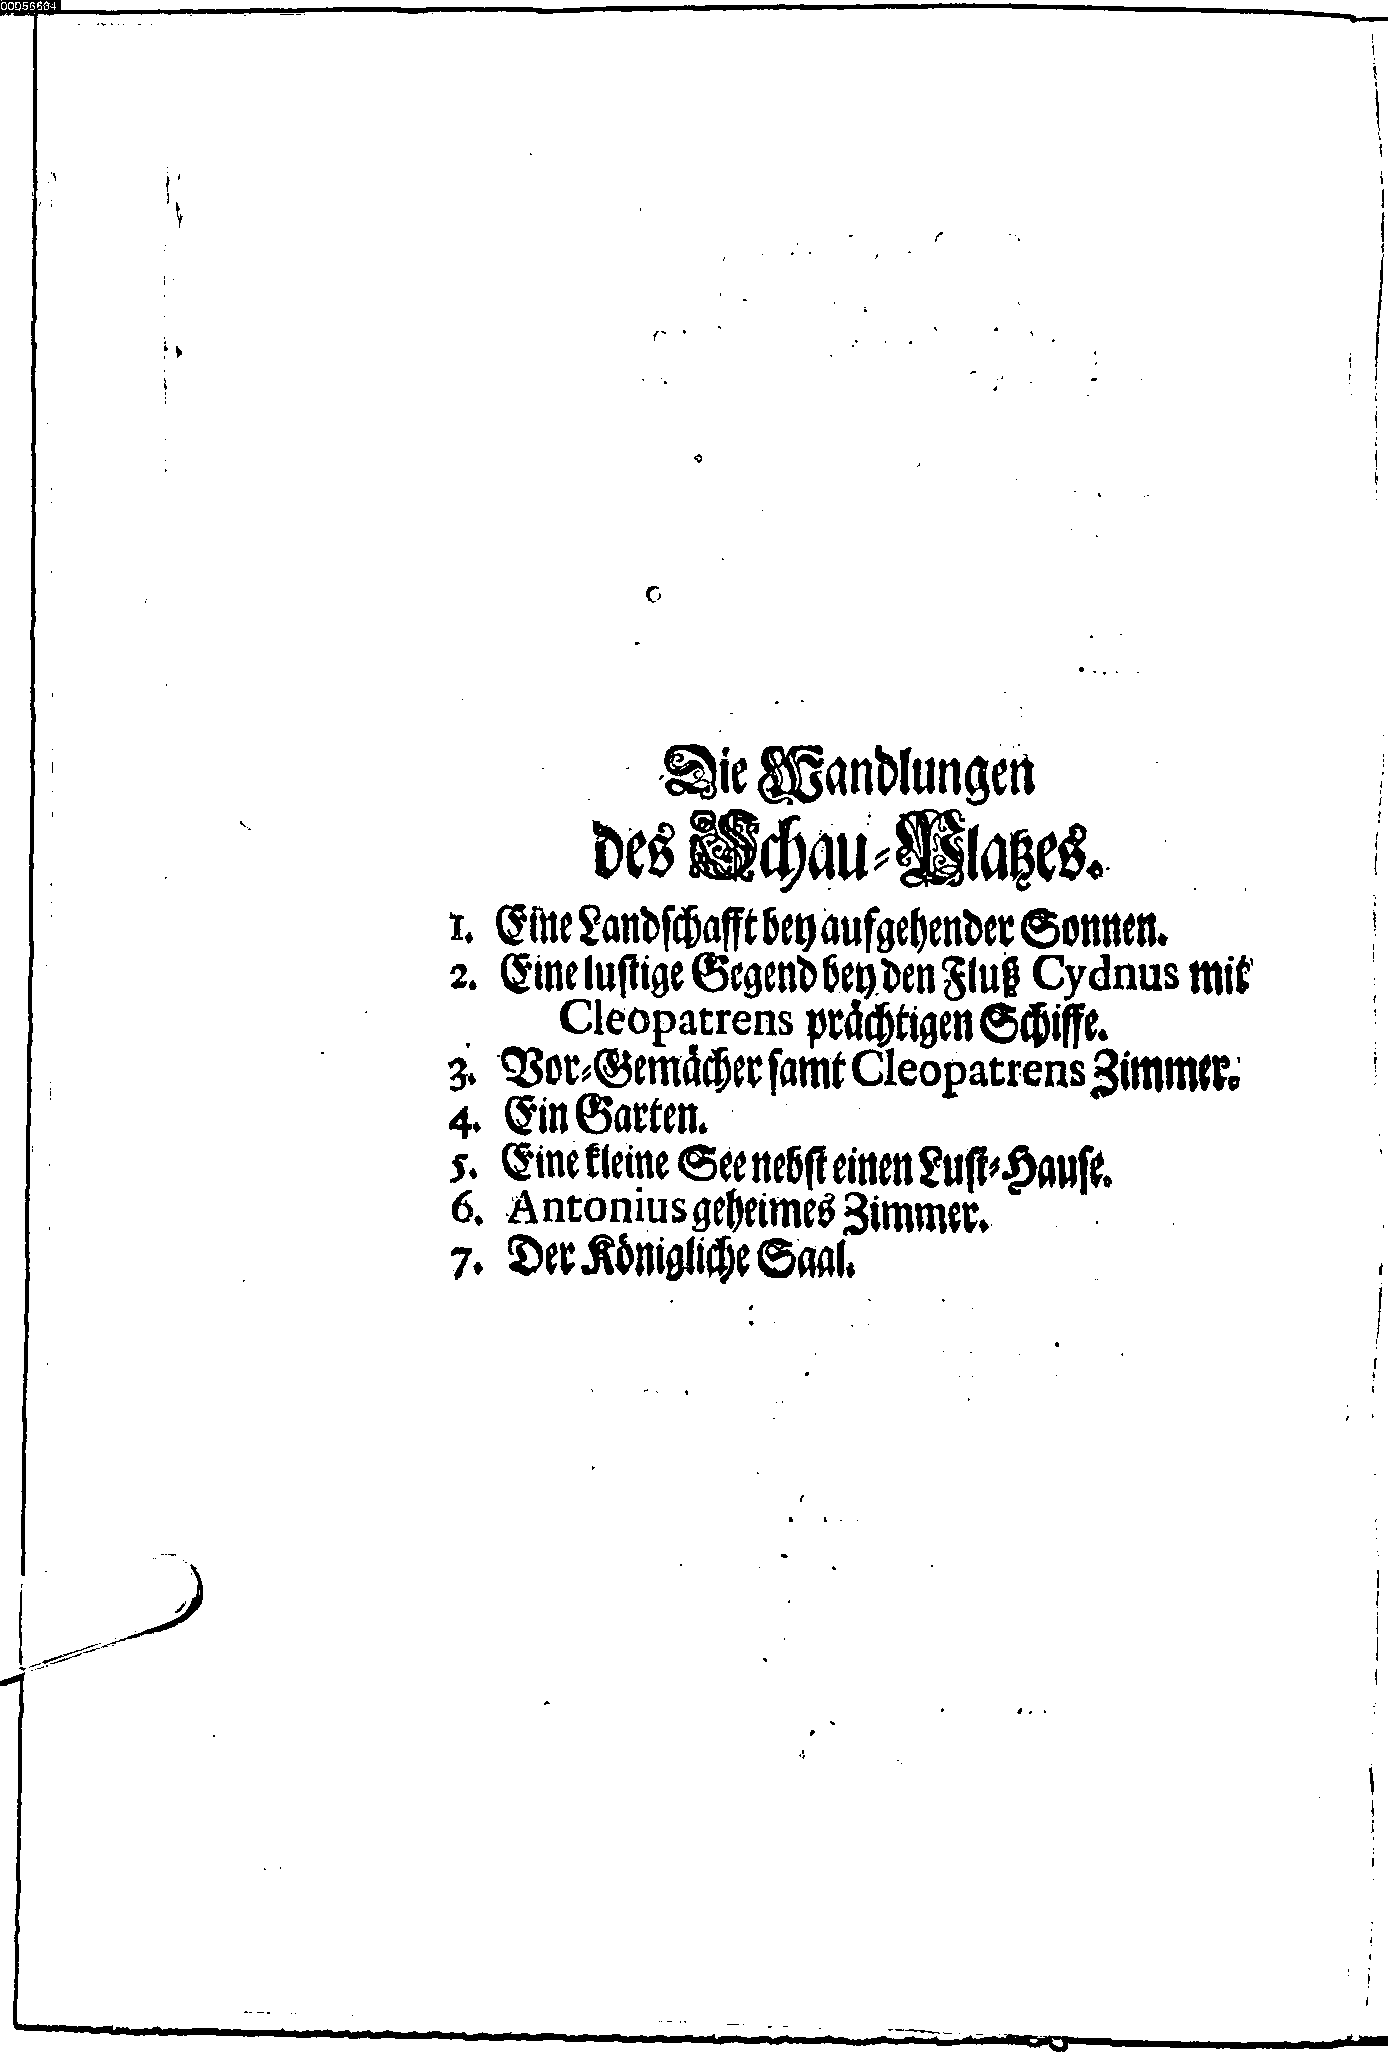 Die Wandlungen
des Schau-Platzes.
1. Eine Landschafft bey aufgehender Sonnen.
2. Eine lustige Gegend bey den Fluß Cydnus mit
Cleopatrens prächtigen Schiffe.
3. Vor-Gemächer samt Cleopatrens Zimmer.
4. Ein Garten.
5. Eine kleine See nebst einen Lust-Hause.
6. Antonius geheimes Zimmer.
7. Der Königliche Saal.